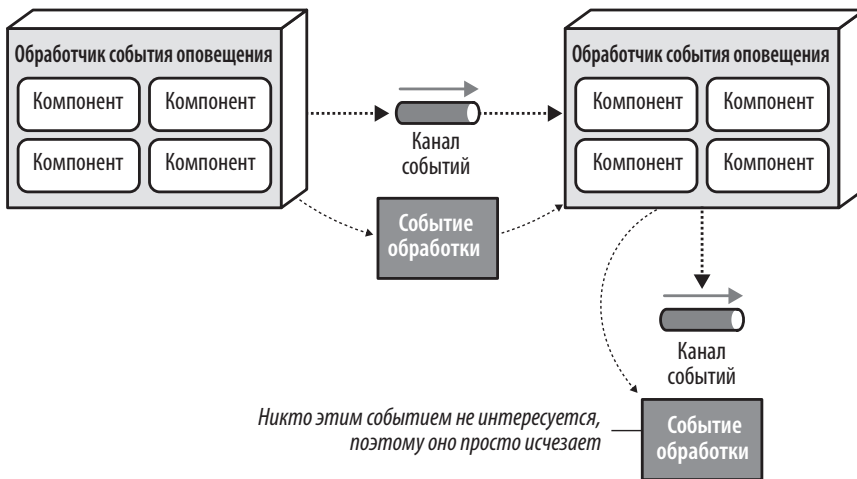 Обработчик события оповещения
Компонент
Компонент
Компонент
Компонент
Канал
событий
Событие
обработки
Обработчик события оповещения
Компонент
Компонент
Компонент
Компонент
Канал
событий
Никто этим событием не интересуется,
поэтому оно просто исчезает
Событие
обработки